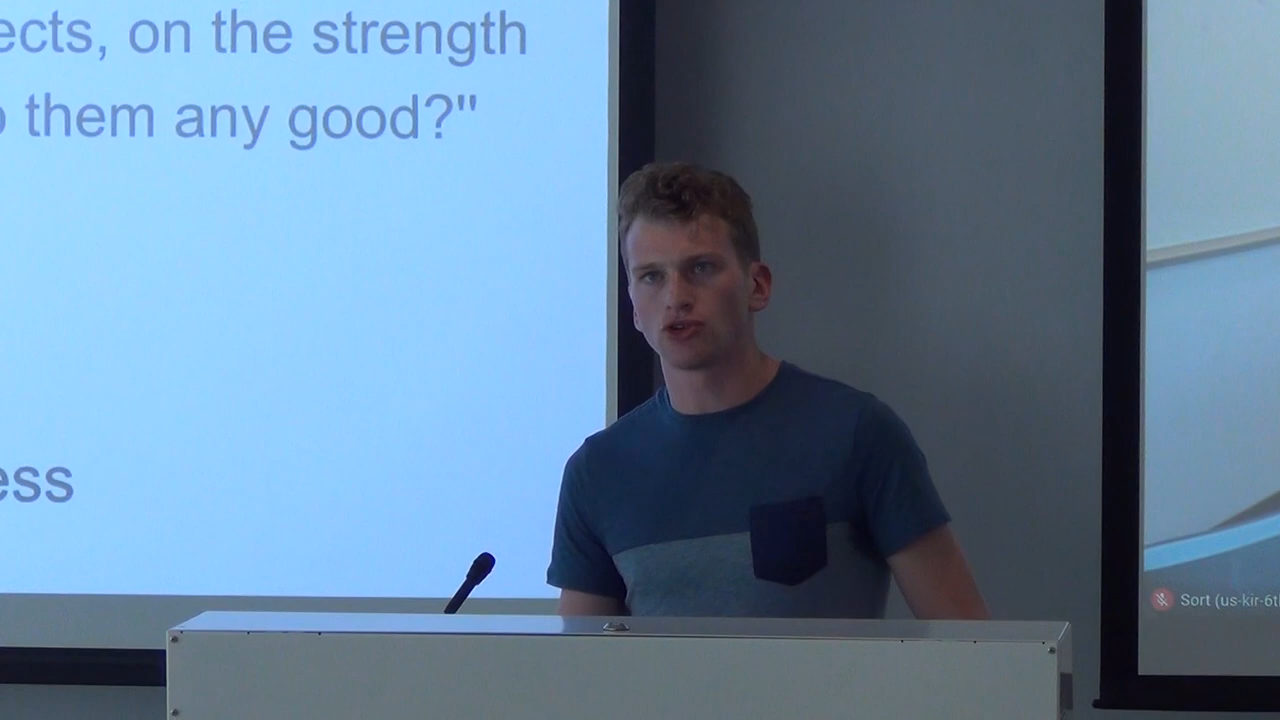 ects, on the strength
them any good?"
ess
Sort (us-kir-6t